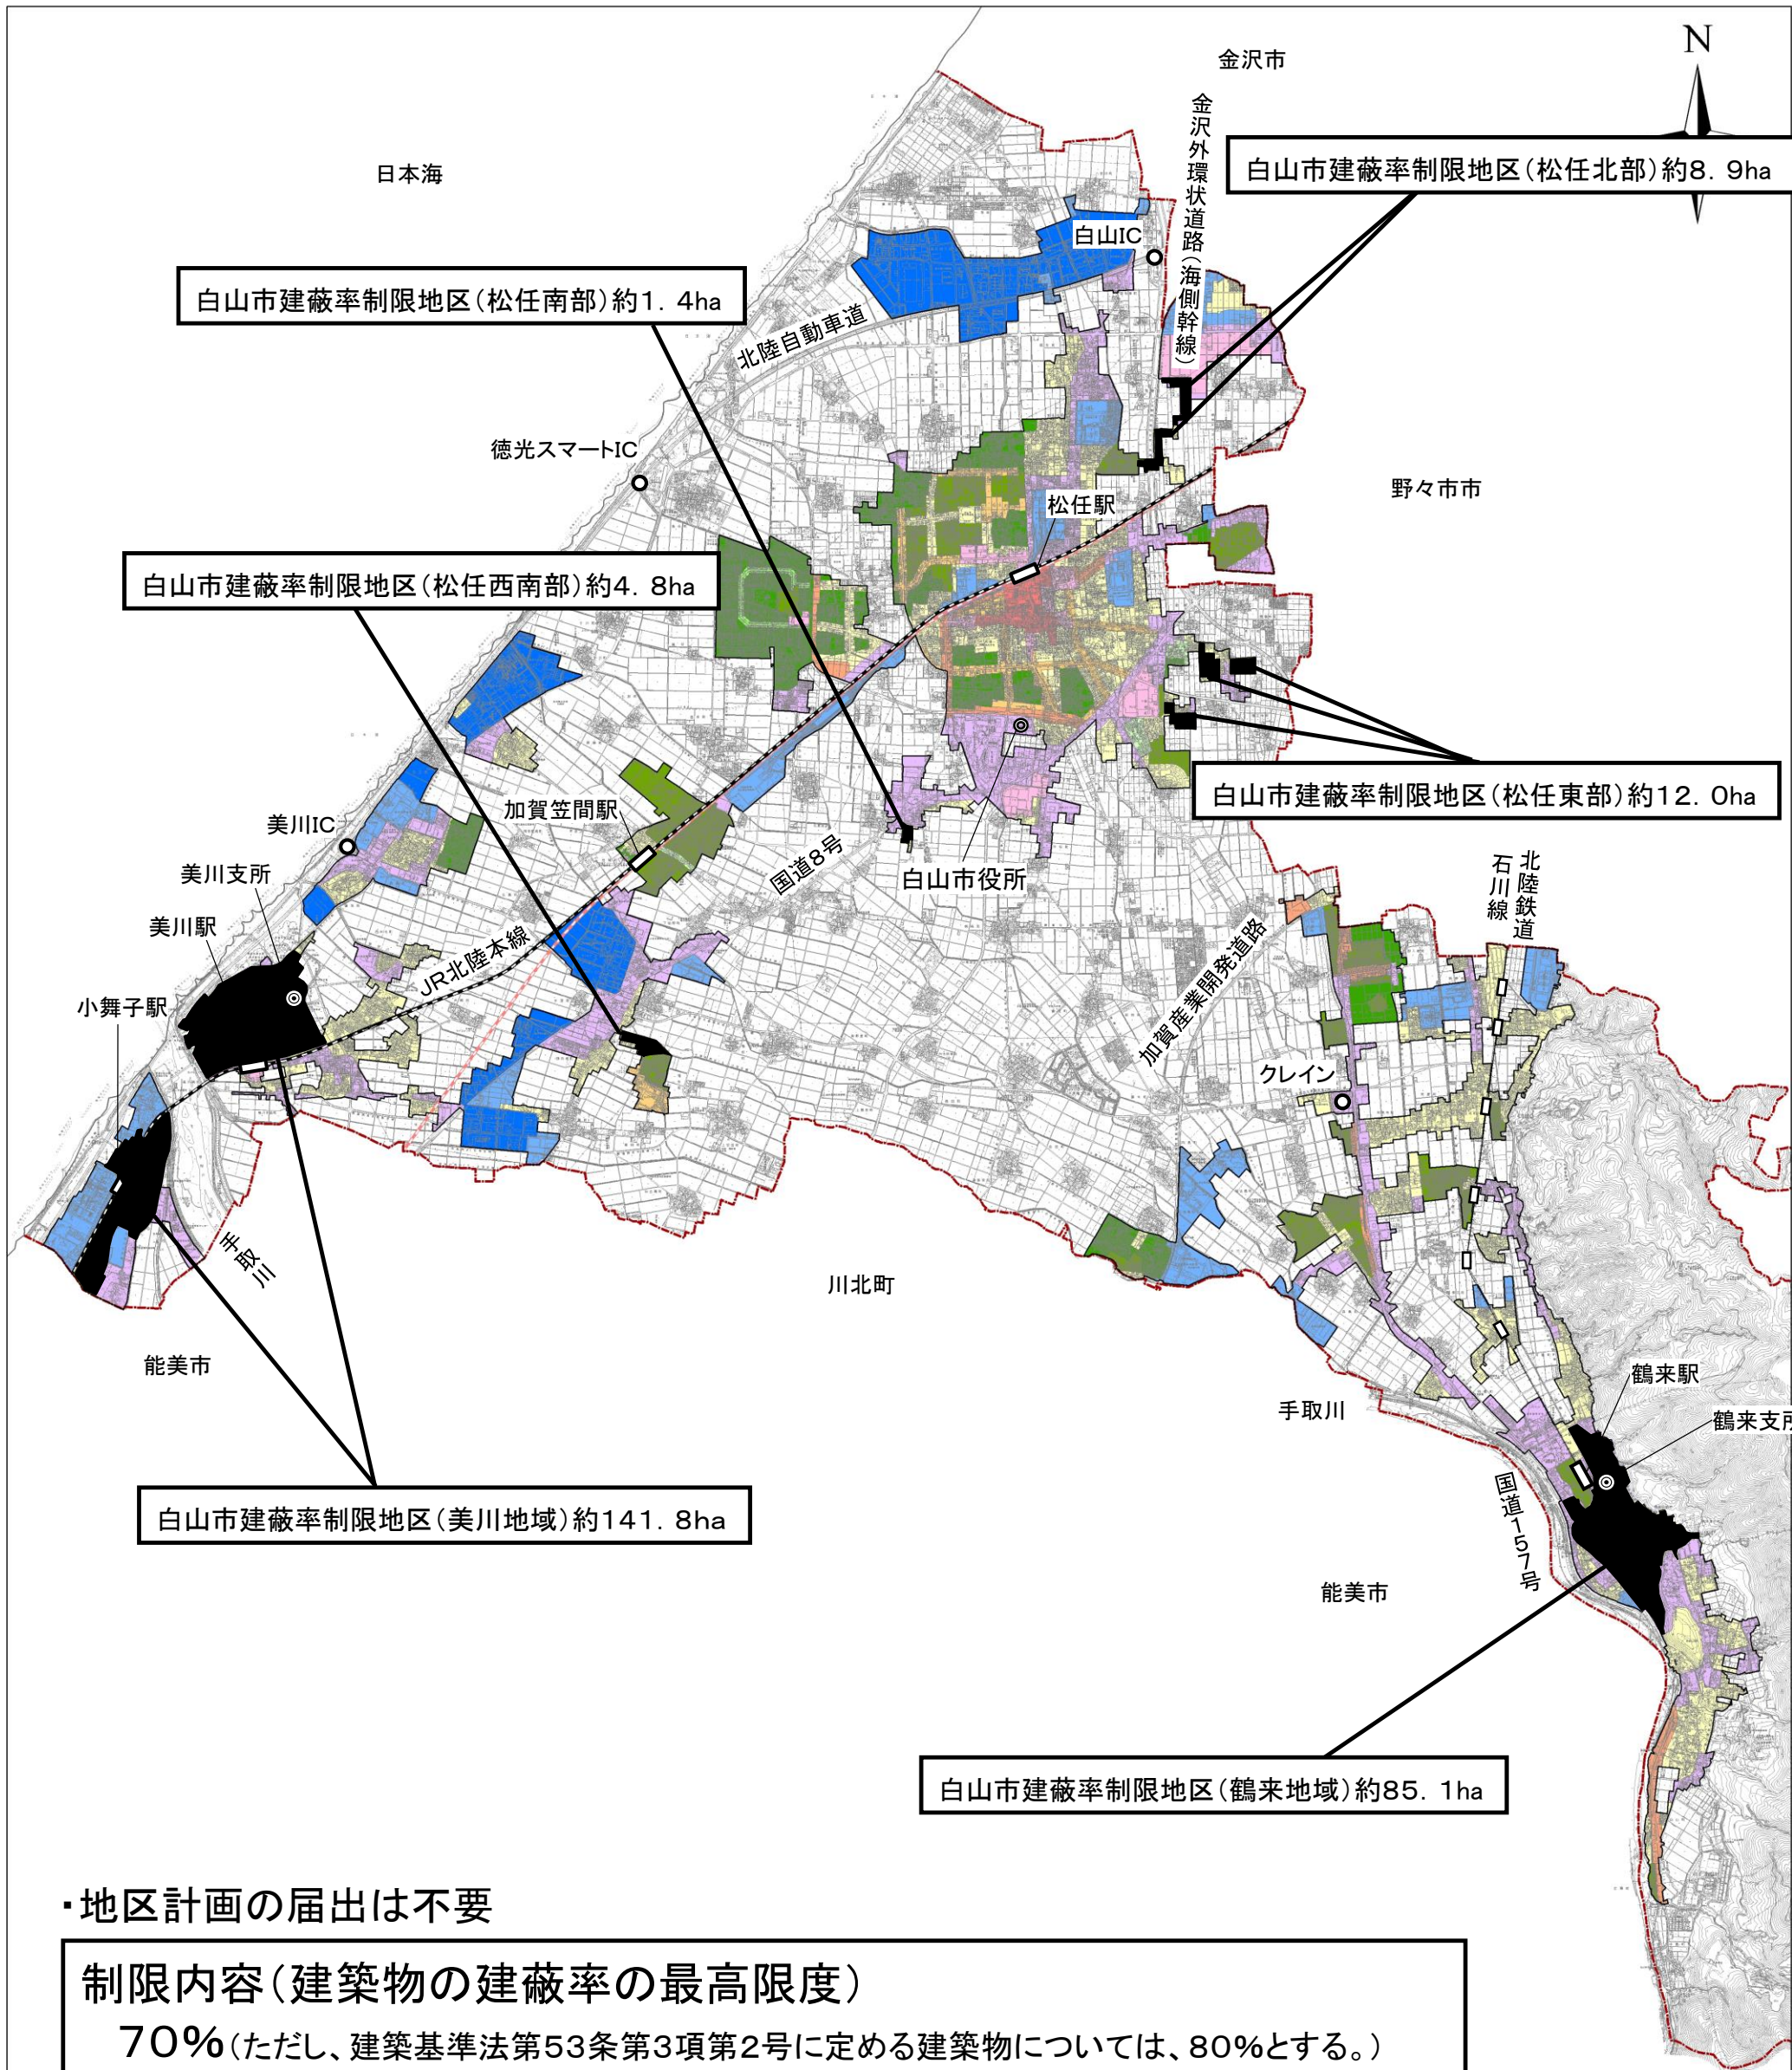 N
金沢市
日本海
金沢外環状道路(海側幹線)
白山市建蔽率制限地区(松任北部)約8．9ha
白山IC
白山市建蔽率制限地区(松任南部)約1．4ha
北陸自動車道
徳光スマートIC
野々市市
松任駅
白山市建蔽率制限地区(松任西南部)約4．8ha
白山市建蔽率制限地区(松任東部)約12．0ha
加賀笠間駅
美川IC
国道8号
白山市役所
美川支所
北陸鉄道
石川線
美川駅
JR北陸本線
加賀産業開発道路
小舞子駅
クレイン
手取川
川北町
能美市
鶴来駅
手取川
鶴来支所
国道157号
白山市建蔽率制限地区(美川地域)約141．8ha
能美市
白山市建蔽率制限地区(鶴来地域)約85．1ha
・地区計画の届出は不要
制限内容(建築物の建蔽率の最高限度)
70%(ただし、建築基準法第53条第3項第2号に定める建築物については、80%とする。)